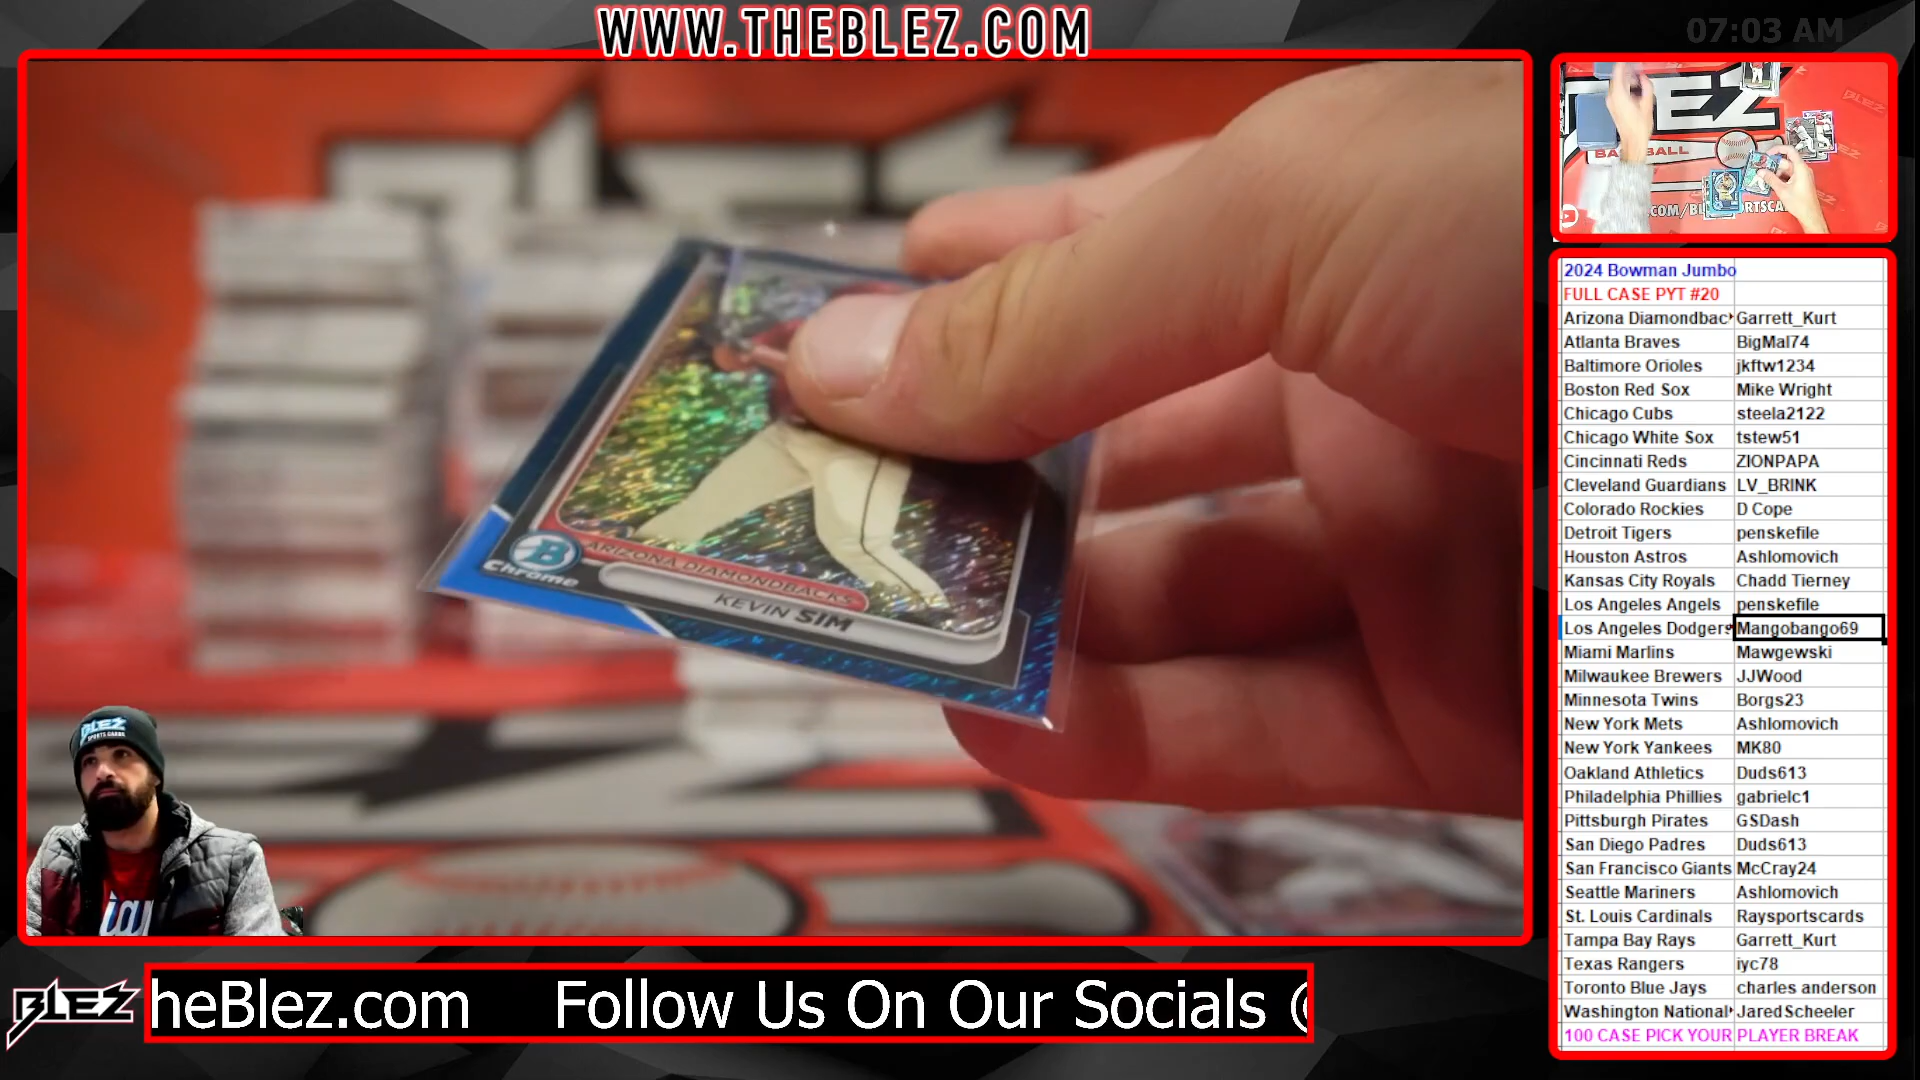 WWW.THEBLEZ.COM
07:03 AM
B
Chrome
ARIZONA DIAMONDBACKS
KEVIN SIM
BLEZ
SPORTS CARDS
BLEZ
heBlez.com Follow Us On Our Socials @
EZ
2024 Bowman Jumbo
FULL CASE PYT #20
Arizona Diamondbac Garrett_Kurt
Atlanta Braves BigMal74
Baltimore Orioles jkftw1234
Boston Red Sox Mike Wright
Chicago Cubs steela2122
Chicago White Sox tstew51
Cincinnati Reds ZIONPAPA
Cleveland Guardians LV_BRINK
Colorado Rockies D Cope
Detroit Tigers penskefile
Houston Astros Ashlomovich
Kansas City Royals Chadd Tierney
Los Angeles Angels penskefile
Los Angeles Dodgers Mangobango69
Miami Marlins Mawgewski
Milwaukee Brewers JJWood
Minnesota Twins Borgs23
New York Mets Ashlomovich
New York Yankees MK80
Oakland Athletics Duds613
Philadelphia Phillies gabrielc1
Pittsburgh Pirates GSDash
San Diego Padres Duds613
San Francisco Giants McCray24
Seattle Mariners Ashlomovich
St. Louis Cardinals Raysportscards
Tampa Bay Rays Garrett_Kurt
Texas Rangers iyc78
Toronto Blue Jays charles anderson
Washington National JaredScheeler
100 CASE PICK YOUR PLAYER BREAK